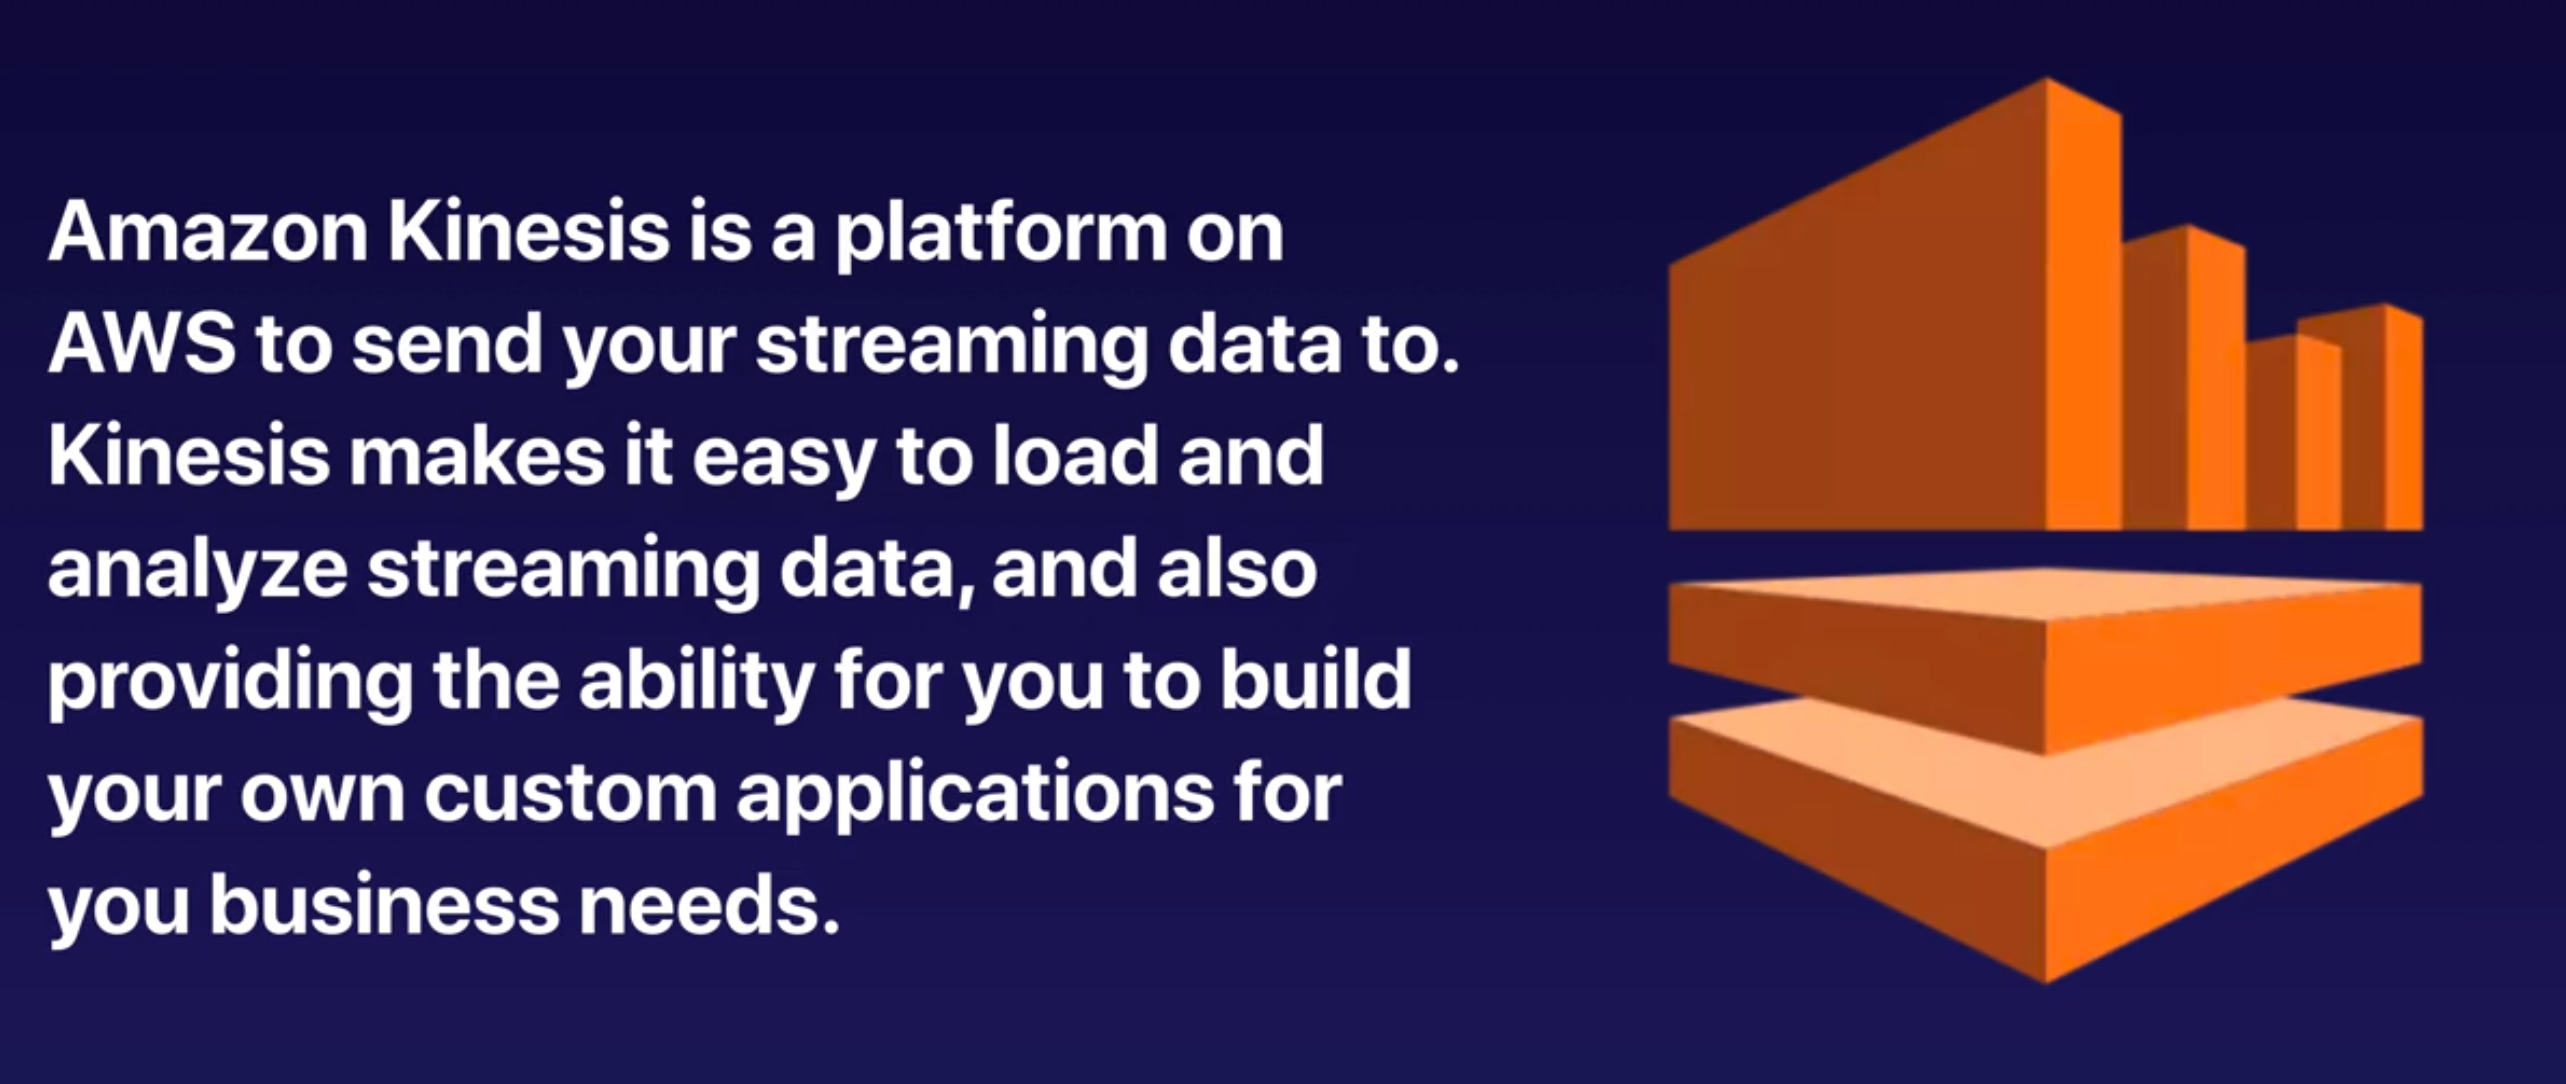 Amazon Kinesis is a platform on
AWS to send your streaming data to.
Kinesis makes it easy to load and
analyze streaming data, and also
providing the ability for you to build
your own custom applications for
you business needs.